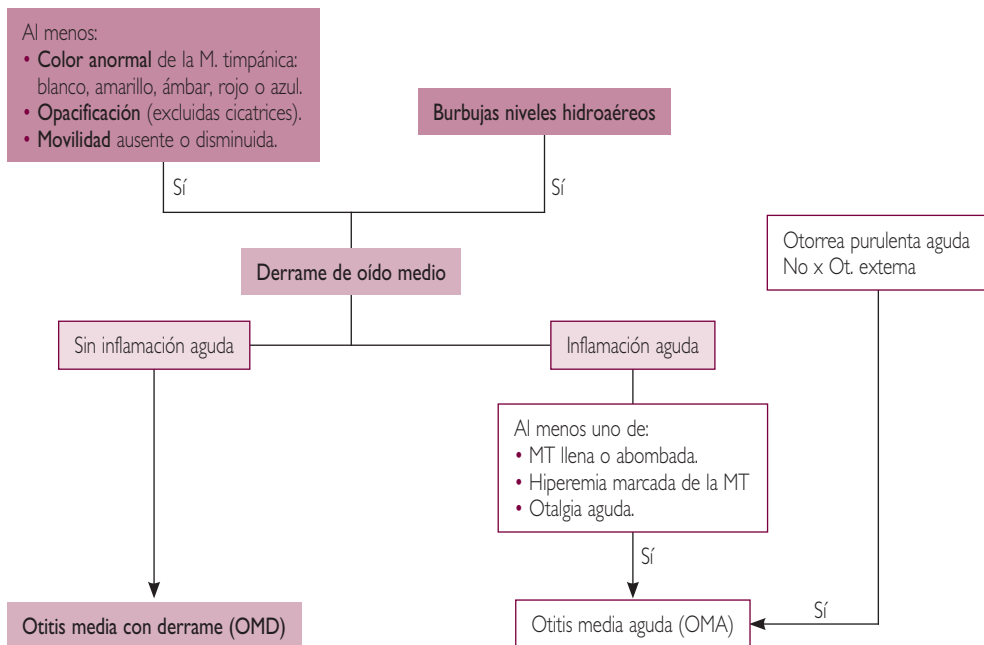 Al menos:
• Color anormal de la M. timpánica:
blanco, amarillo, ámbar, rojo o azul.
• Opacificación (excluidas cicatrices).
• Movilidad ausente o disminuida.
Burbujas niveles hidroaéreos
Sí
Sí
Otorrea purulenta aguda
No x Ot. externa
Derrame de oído medio
Sin inflamación aguda
Inflamación aguda
Al menos uno de:
• MT llena o abombada.
• Hiperemia marcada de la MT
• Otalgia aguda.
Sí
Otitis media con derrame (OMD)
Otitis media aguda (OMA)
Sí